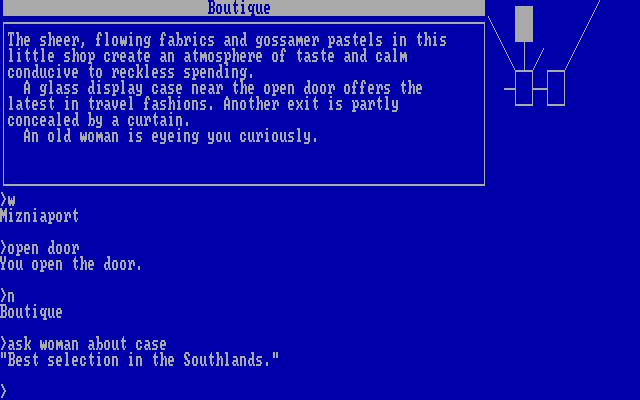 Boutique
The sheer, flowing fabrics and gossamer pastels in this
little shop create an atmosphere of taste and calm
conducive to reckless spending.
A glass display case near the open door offers the
latest in travel fashions. Another exit is partly
concealed by a curtain.
An old woman is eyeing you curiously.
>w
Mizniaport
>open door
You open the door.
>n
Boutique
>ask woman about case
"Best selection in the Southlands."
>